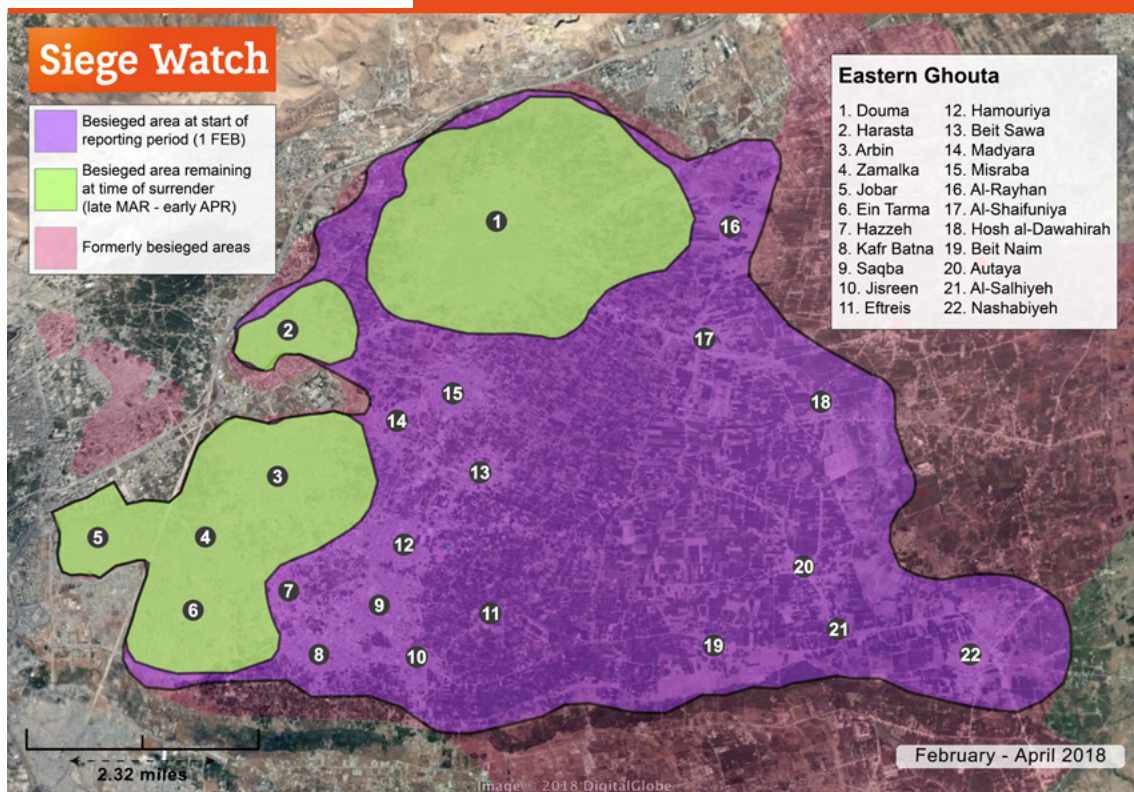 Siege Watch
Besieged area at start of
reporting period (1 FEB)
Besieged area remaining
at time of surrender
(late MAR - early APR)
Formerly besieged areas
Eastern Ghouta
1. Douma
2. Harasta
3. Arbin
4. Zamalka
5. Jobar
6. Ein Tarma
7. Hazzeh
8. Kafr Batna
9. Saqba
10. Jisreen
11. Eftreis
12. Hamouriya
13. Beit Sawa
14. Madyara
15. Misraba
16. Al-Rayhan
17. Al-Shaifuniya
18. Hosh al-Dawahirah
19. Beit Naim
20. Autaya
21. Al-Salhiyeh
22. Nashabiyeh
1
16
2
17
15
18
14
3
13
5
4
12
20
7
9
6
11
21
19
8
10
22
2.32 miles
February - April 2018
Image © 2018 DigitalGlobe